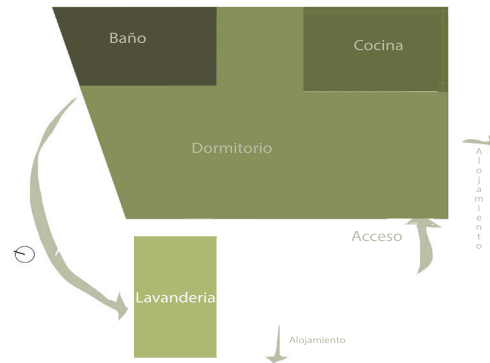 Baño
Cocina
Dormitorio
Alojamiento
Acceso
Lavanderia
Alojamiento